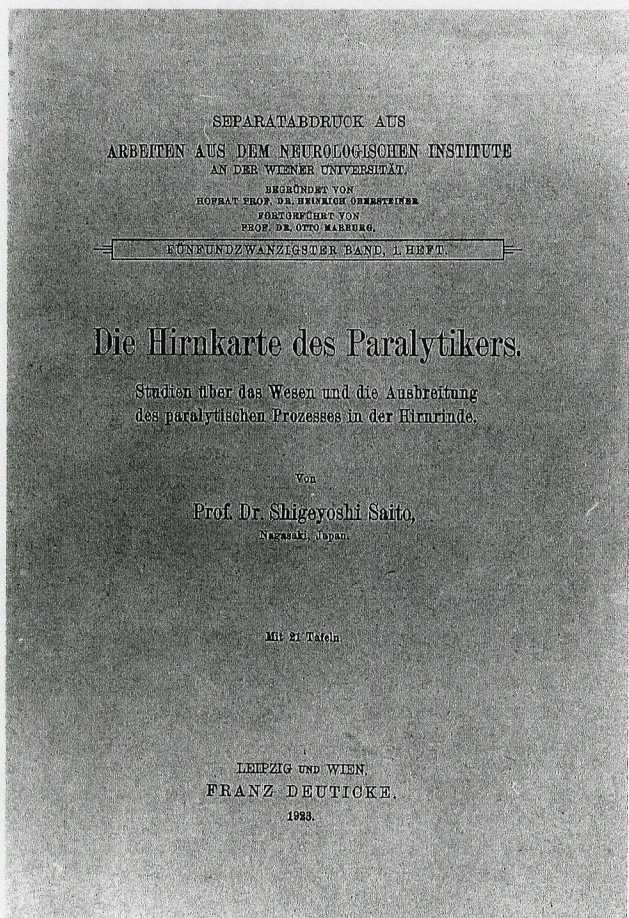 SEPARATABDRUCK AUS
ARBEITEN AUS DEM NEUROLOGISCHEN INSTITUTE
AN DER WIENER UNIVERSITÄT.
BEGRÜNDET VON
HOFRAT PROF. DR. HEINRICH OBERSTEINER
FORTGEFÜHRT VON
PROF. DR. OTTO MARBURG.
FÜNFUNDZWANZIGSTER BAND, 1. HEFT.
Die Hirnkarte des Paralytikers.
Studien über das Wesen und die Ausbreitung
des paralytischen Prozesses in der Hirnrinde.
Von
Prof. Dr. Shigeyoshi Saito,
Nagasaki, Japan.
Mit 21 Tafeln.
LEIPZIG UND WIEN.
FRANZ DEUTICKE.
1923.